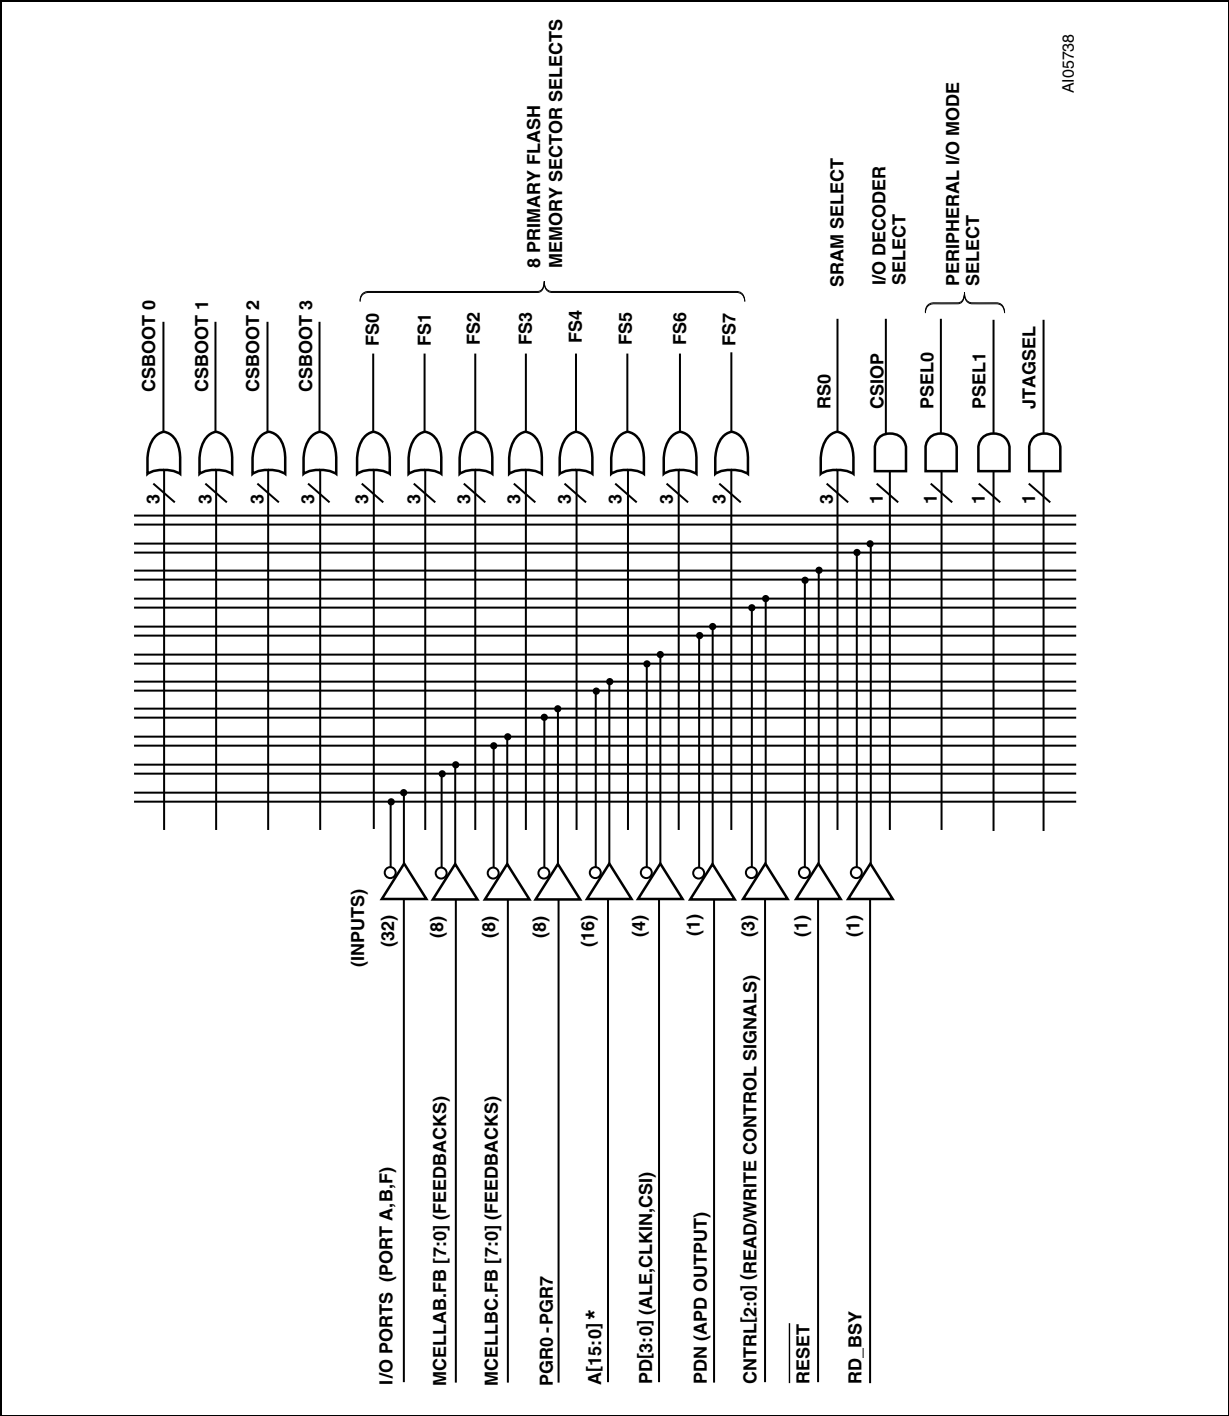 (INPUTS)
I/O PORTS (PORT A,B,F)
(32)
MCELLAB.FB [7:0] (FEEDBACKS)
(8)
MCELLBC.FB [7:0] (FEEDBACKS)
(8)
PGR0 -PGR7
(8)
A[15:0] *
(16)
PD[3:0] (ALE,CLKIN,CSI)
(4)
PDN (APD OUTPUT)
(1)
CNTRL[2:0] (READ/WRITE CONTROL SIGNALS)
(3)
RESET
(1)
RD_BSY
(1)
3
CSBOOT 0
3
CSBOOT 1
3
CSBOOT 2
3
CSBOOT 3
3
FS0
3
FS1
3
FS2
3
FS3
3
FS4
3
FS5
3
FS6
3
FS7
8 PRIMARY FLASH
MEMORY SECTOR SELECTS
3
RS0
SRAM SELECT
1
CSIOP
I/O DECODER
SELECT
1
PSEL0
1
PSEL1
PERIPHERAL I/O MODE
SELECT
1
JTAGSEL
AI05738